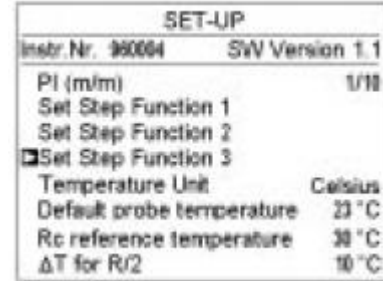 SET-UP
Instr.Nr. 960004 SW Version 1.1
PI (m/m) 1/10
Set Step Function 1
Set Step Function 2
Set Step Function 3
Temperature Unit Celsius
Default probe temperature 23 °C
Rc reference temperature 30 °C
ΔT for R/2 10 °C